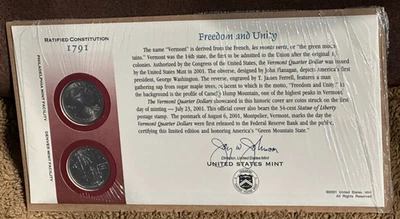 RATIFIED CONSTITUTION
1791
PHILADELPHIA MINT FACILITY
DENVER MINT FACILITY
Freedom and Unity
The name "Vermont" is derived from the French, les monts verts, or "the green moun-
tains." Vermont was the 14th state, the first to be admitted to the Union after the original 1
colonies. Authorized by the Congress of the United States, the Vermont Quarter Dollar was issued
by the United States Mint in 2001. The obverse, designed by John Flanagan, depicts America's first
president, George Washington. The reverse, engraved by T. James Ferrell, features a man
gathering sap from sugar maple trees, adjacent to which is the motto, "Freedom and Unity." I
the background is the profile of Camel's Hump Mountain, one of the highest peaks in Vermont.
The Vermont Quarter Dollars showcased in this historic cover are coins struck on the first
day of minting — July 23, 2001. This official cover also bears the 34-cent Statue of Liberty
postage stamp. The postmark of August 6, 2001, Montpelier, Vermont, marks the day the
Vermont Quarter Dollars were first released to the Federal Reserve Bank and the public,
certifying this limited edition and honoring America's "Green Mountain State."
Director, United States Mint
UNITED STATES MINT
©2001 United States Mint
All Rights Reserved